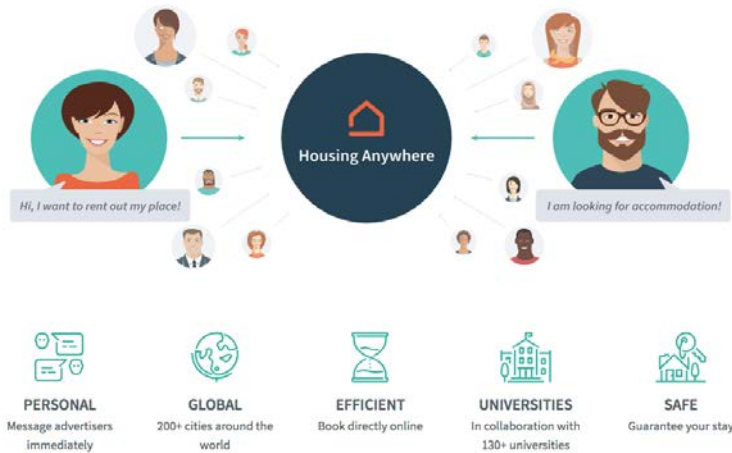 Housing Anywhere
Hi, I want to rent out my place!
I am looking for accommodation!
PERSONAL
Message advertisers
immediately
GLOBAL
200+ cities around the
world
EFFICIENT
Book directly online
UNIVERSITIES
In collaboration with
130+ universities
SAFE
Guarantee your stay